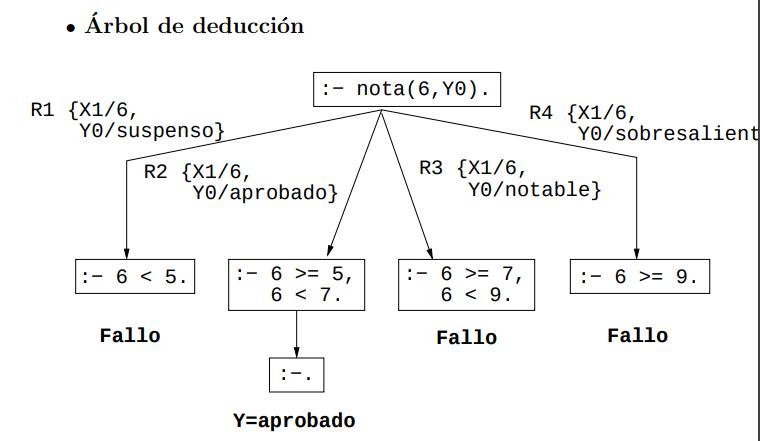 • Árbol de deducción
:- nota(6,Y0).
R1 {X1/6,
Y0/suspenso}
R4 {X1/6,
Y0/sobresalient
R2 {X1/6,
Y0/aprobado}
R3 {X1/6,
Y0/notable}
:- 6 < 5.
:- 6 >= 5,
6 < 7.
:- 6 >= 7,
6 < 9.
:- 6 >= 9.
Fallo
Fallo
Fallo
:-.
Y=aprobado